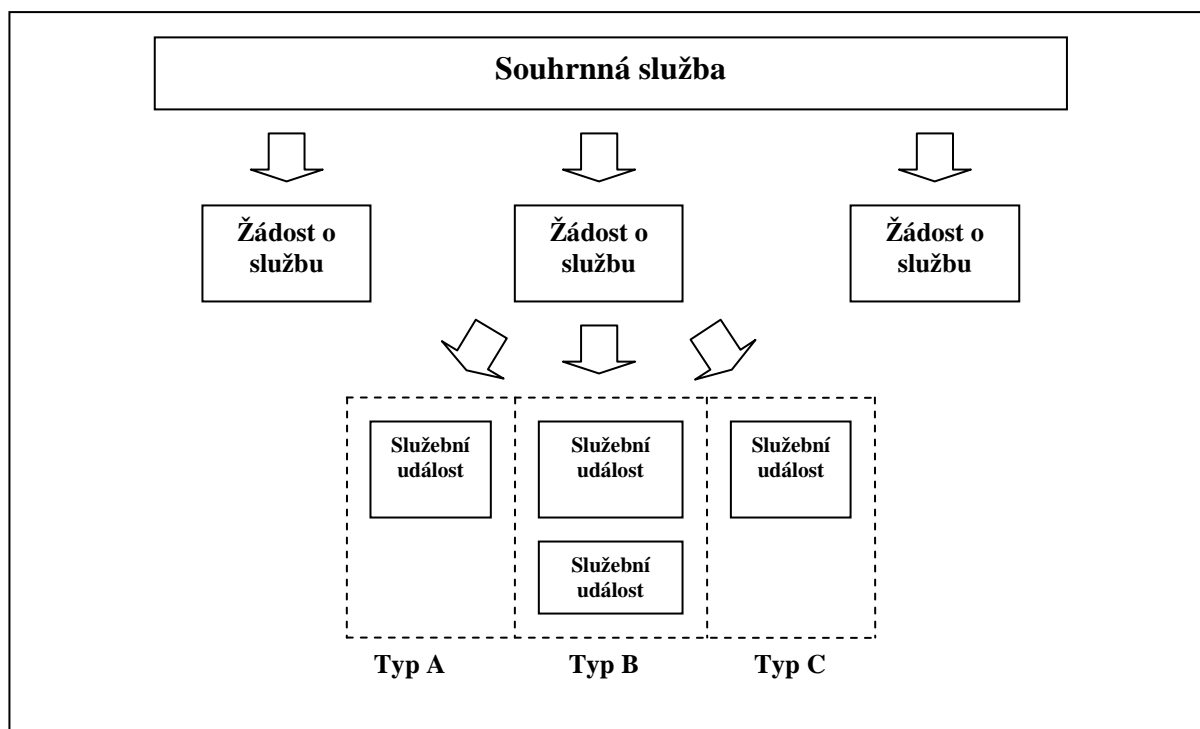 Souhrnná služba
Žádost o
službu
Žádost o
službu
Žádost o
službu
Služební
událost
Služební
událost
Služební
událost
Služební
událost
Typ A
Typ B
Typ C